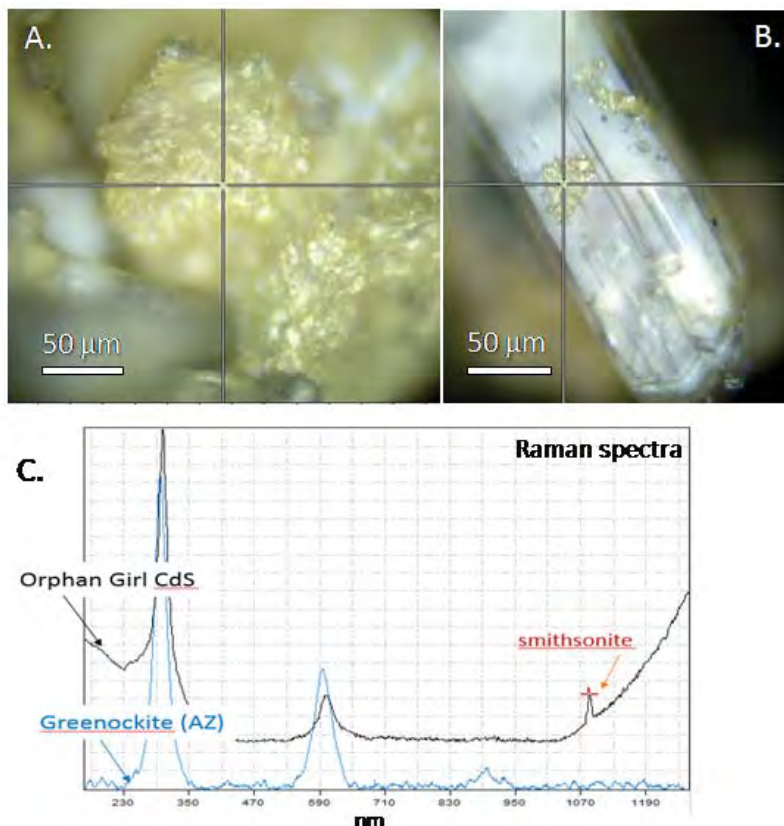 A.
B.
50 µm
50 µm
C.
Raman spectra
Orphan Girl CdS
smithsonite
Greenockite (AZ)
230 350 470 590 710 830 950 1070 1190
nm